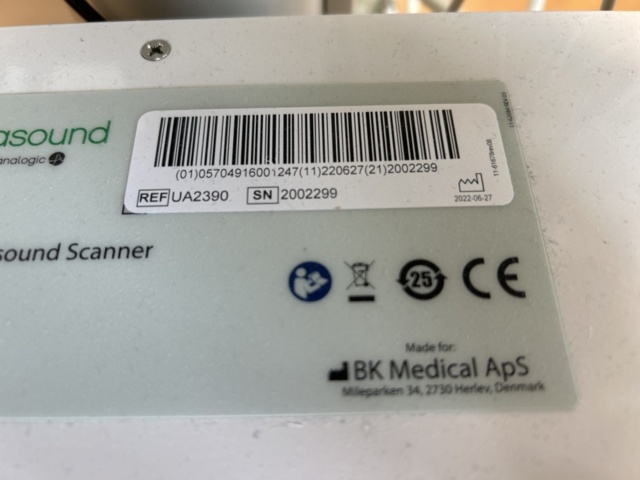 asound
analogic
(01)05704916001247(11)220627(21)2002299
REF UA2390 SN 2002299
2022-06-27
sound Scanner
25
CE
Made for:
BK Medical ApS
Mileparken 34, 2730 Herlev, Denmark